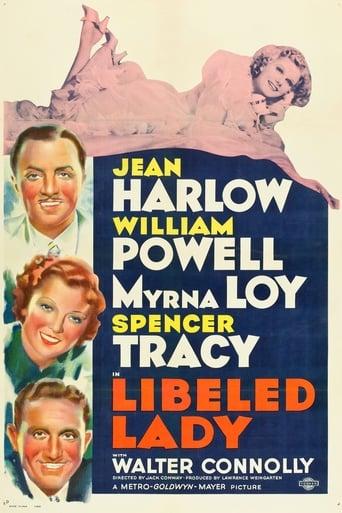 JEAN
HARLOW
WILLIAM
POWELL
MYRNA LOY
SPENCER
TRACY
IN
LIBELED
LADY
WITH
WALTER CONNOLLY
DIRECTED BY JACK CONWAY - PRODUCED BY LAWRENCE WEINGARTEN
A METRO-GOLDWYN-MAYER PICTURE